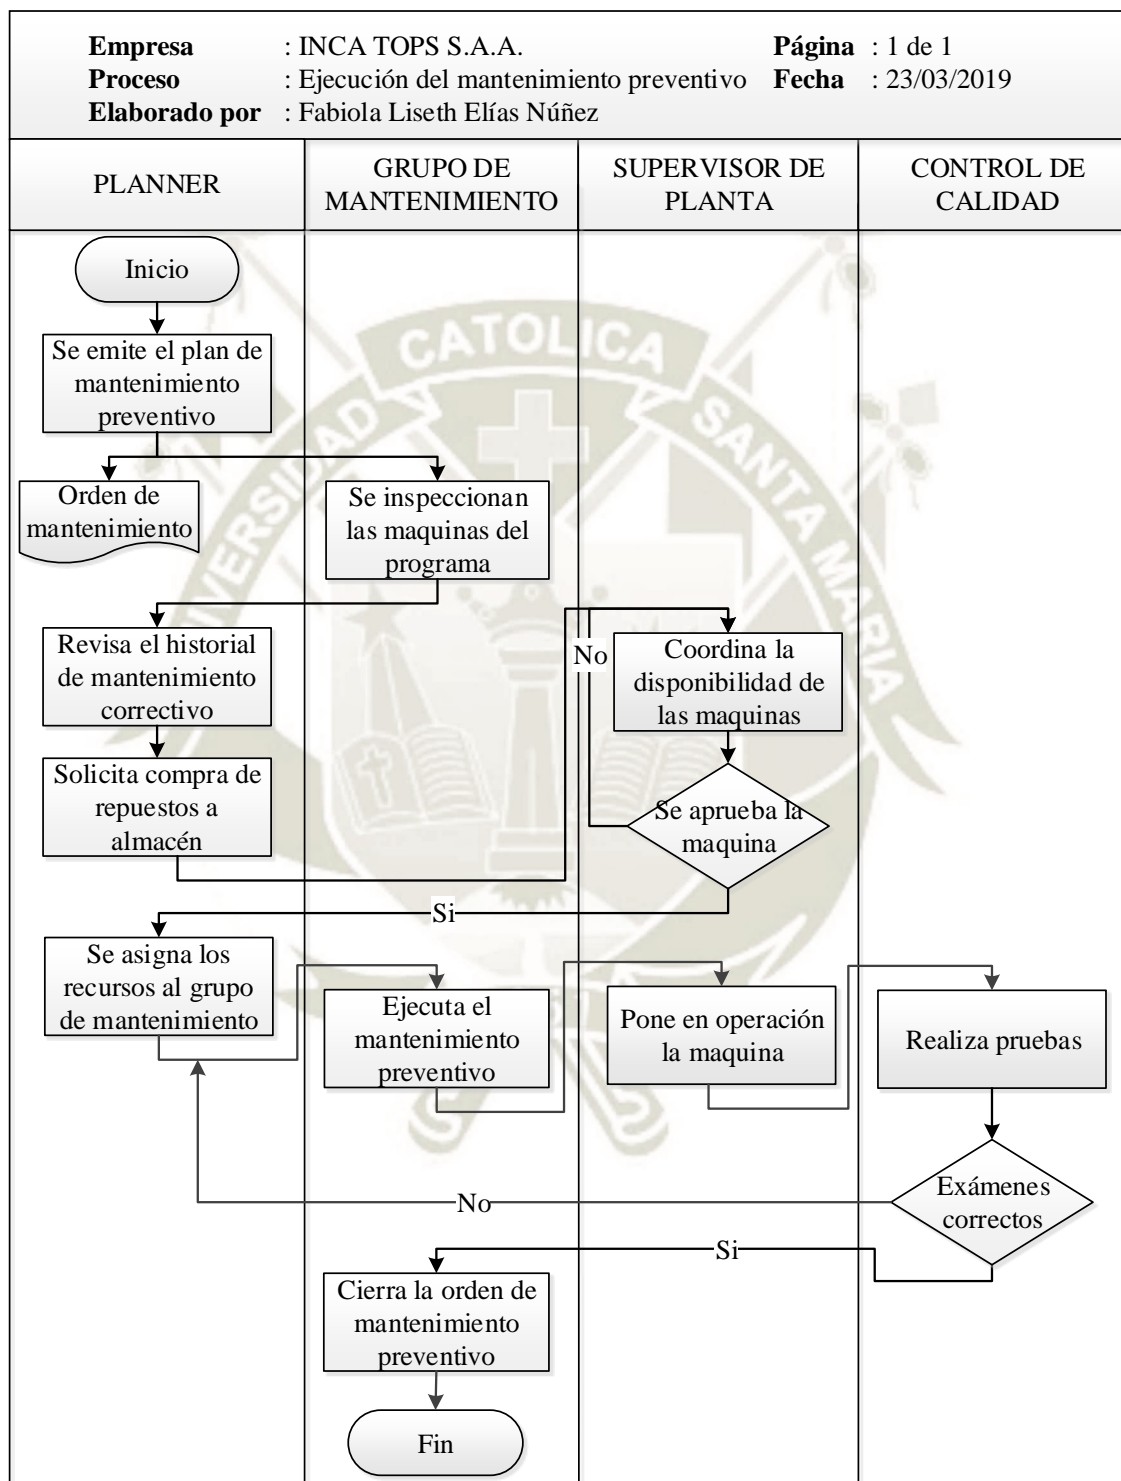 Empresa : INCA TOPS S.A.A. Página : 1 de 1
Proceso : Ejecución del mantenimiento preventivo Fecha : 23/03/2019
Elaborado por : Fabiola Liseth Elías Núñez
PLANNER
GRUPO DE
MANTENIMIENTO
SUPERVISOR DE
PLANTA
CONTROL DE
CALIDAD
Inicio
Se emite el plan de
mantenimiento
preventivo
Orden de
mantenimiento
Se inspeccionan
las maquinas del
programa
Revisa el historial
de mantenimiento
correctivo
Solicita compra de
repuestos a
almacén
No
Coordina la
disponibilidad de
las maquinas
Se aprueba la
maquina
Si
Se asigna los
recursos al grupo
de mantenimiento
Ejecuta el
mantenimiento
preventivo
Pone en operación
la maquina
Realiza pruebas
Exámenes
correctos
No
Si
Cierra la orden de
mantenimiento
preventivo
Fin
CATOLICA
SANTA MARIA